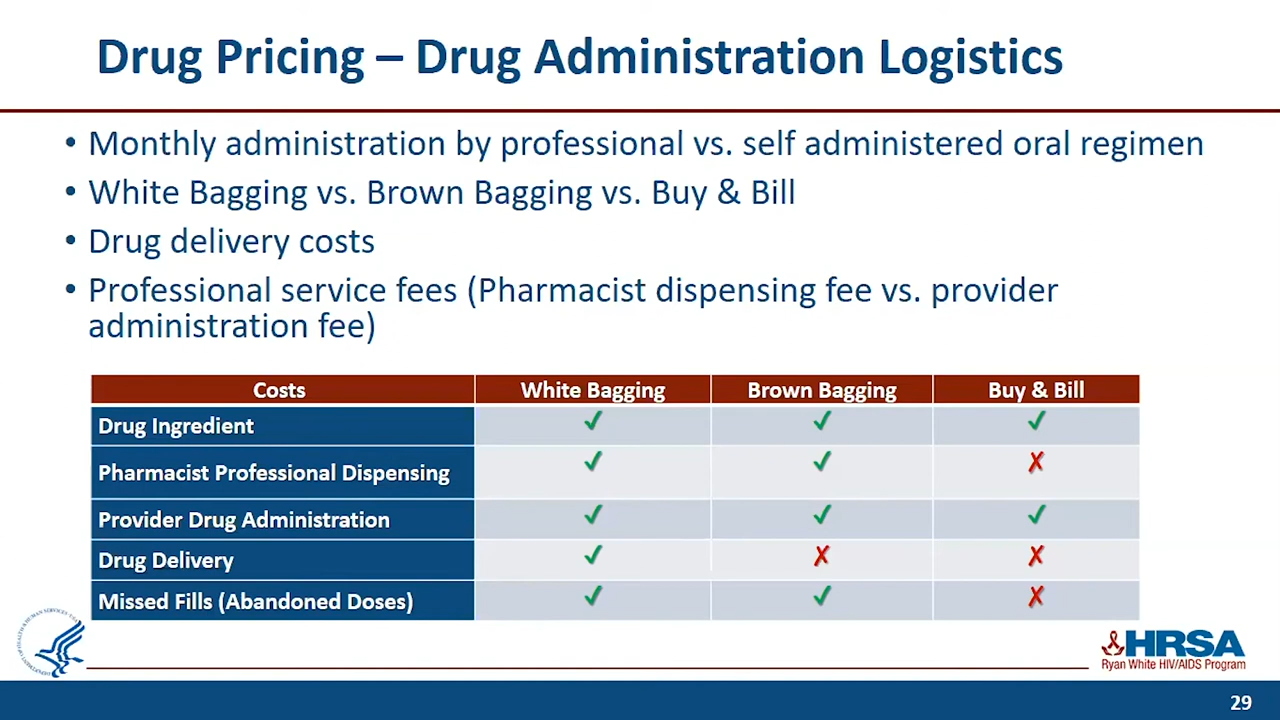 Drug Pricing – Drug Administration Logistics
• Monthly administration by professional vs. self administered oral regimen
• White Bagging vs. Brown Bagging vs. Buy & Bill
• Drug delivery costs
• Professional service fees (Pharmacist dispensing fee vs. provider
administration fee)
Costs White Bagging Brown Bagging Buy & Bill
Drug Ingredient ✓ ✓ ✓
Pharmacist Professional Dispensing ✓ ✓ ✗
Provider Drug Administration ✓ ✓ ✓
Drug Delivery ✓ ✗ ✗
Missed Fills (Abandoned Doses) ✓ ✓ ✗
HRSA
Ryan White HIV/AIDS Program
29